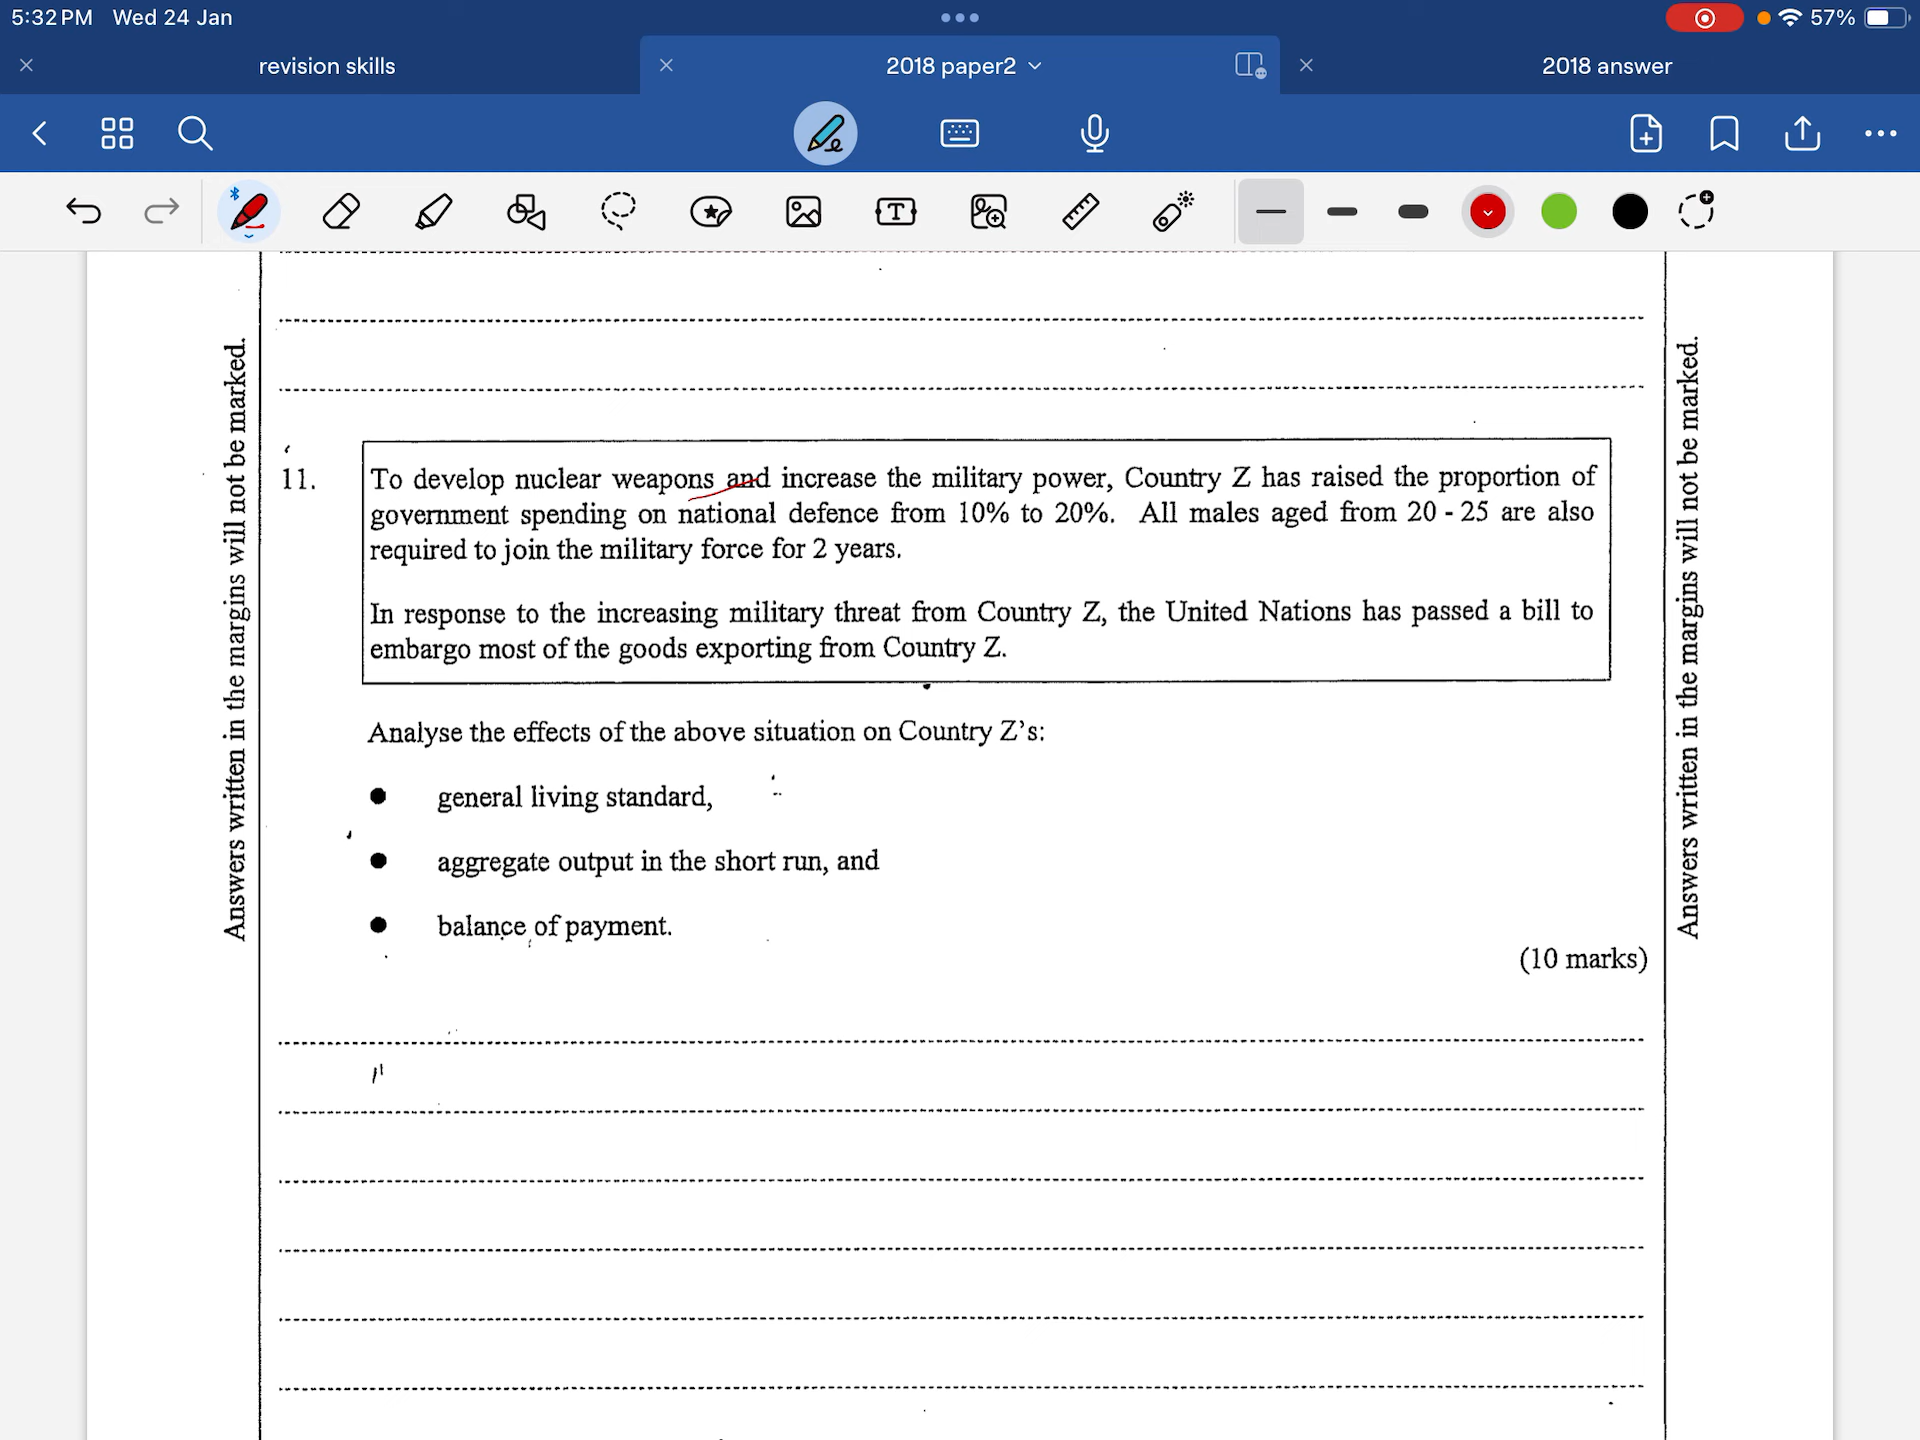 5:32 PM Wed 24 Jan
57%
revision skills
2018 paper2
2018 answer
Answers written in the margins will not be marked.
11.
To develop nuclear weapons and increase the military power, Country Z has raised the proportion of
government spending on national defence from 10% to 20%. All males aged from 20 - 25 are also
required to join the military force for 2 years.
In response to the increasing military threat from Country Z, the United Nations has passed a bill to
embargo most of the goods exporting from Country Z.
Analyse the effects of the above situation on Country Z's:
● general living standard,
● aggregate output in the short run, and
● balance of payment.
(10 marks)
Answers written in the margins will not be marked.